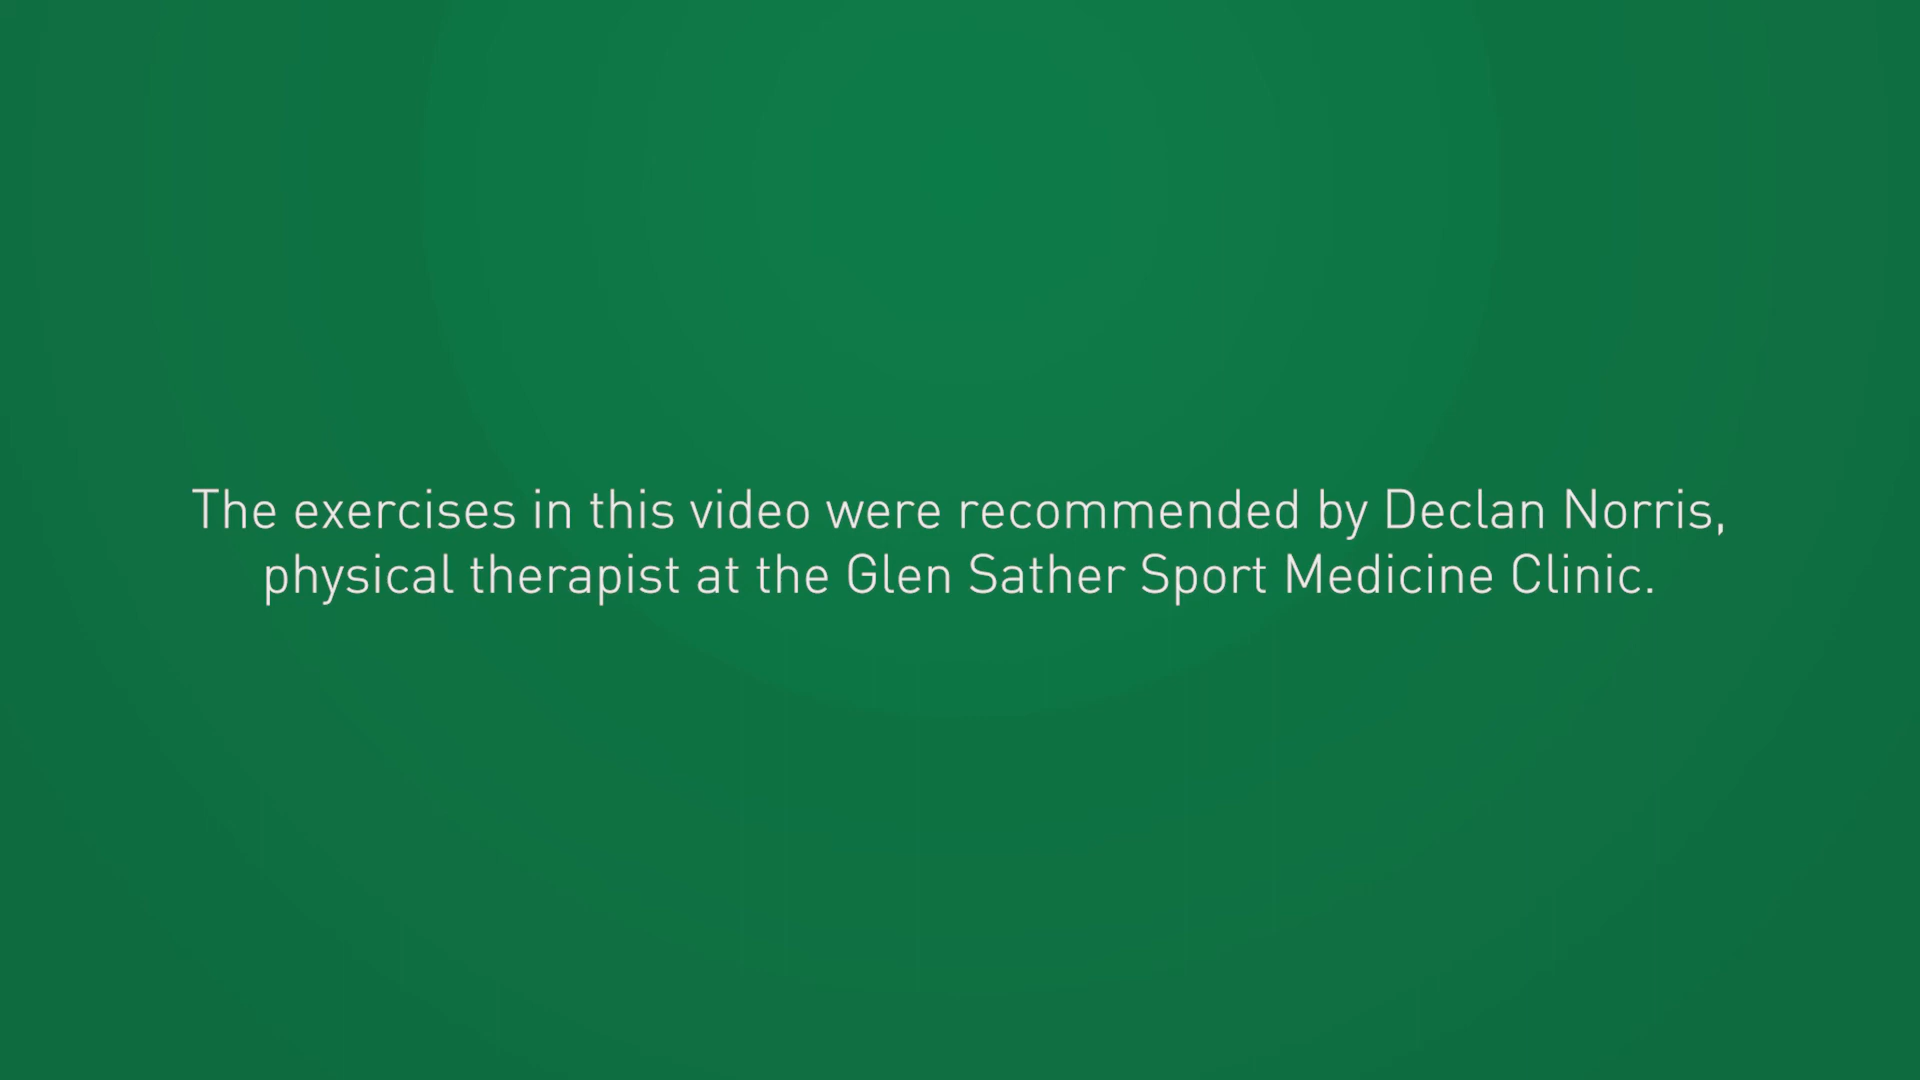 The exercises in this video were recommended by Declan Norris,
physical therapist at the Glen Sather Sport Medicine Clinic.